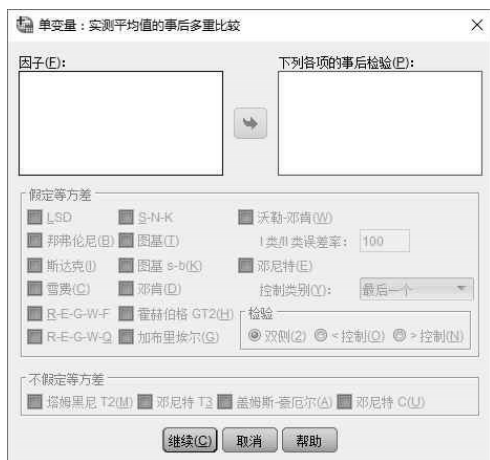 单变量：实测平均值的事后多重比较
因子(F)：
下列各项的事后检验(P)：
假定等方差
LSD S-N-K 沃勒-邓肯(W)
邦弗伦尼(B) 图基(T) I 类/II 类误差率： 100
斯达克(I) 图基 s-b(K) 邓尼特(E)
雪费(C) 邓肯(D) 控制类别(Y)： 最后一个
R-E-G-W-F 霍赫伯格 GT2(H) 检验
R-E-G-W-Q 加布里埃尔(G) 双侧(2) <控制(O) >控制(N)
不假定等方差
塔姆黑尼 T2(M) 邓尼特 T3 盖姆斯-豪厄尔(A) 邓尼特 C(U)
继续(C) 取消 帮助